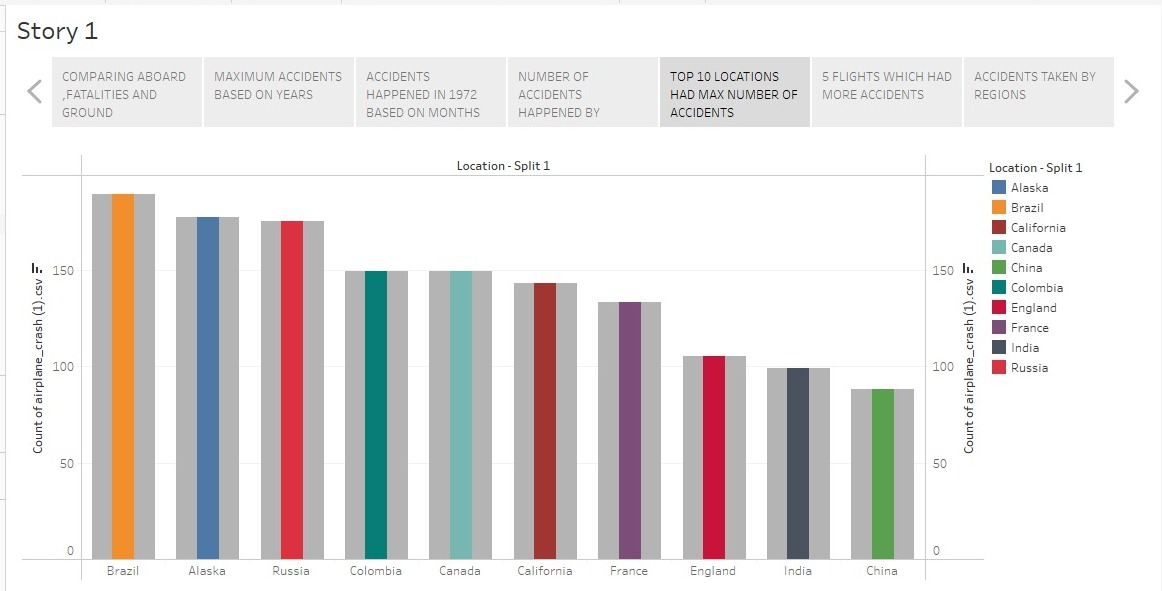 Story 1
COMPARING ABOARD
,FATALITIES AND
GROUND
MAXIMUM ACCIDENTS
BASED ON YEARS
ACCIDENTS
HAPPENED IN 1972
BASED ON MONTHS
NUMBER OF
ACCIDENTS
HAPPENED BY
TOP 10 LOCATIONS
HAD MAX NUMBER OF
ACCIDENTS
5 FLIGHTS WHICH HAD
MORE ACCIDENTS
ACCIDENTS TAKEN BY
REGIONS
Location - Split 1
Count of airplane_crash (1).csv
150
100
50
0
Brazil
Alaska
Russia
Colombia
Canada
California
France
England
India
China
150
100
50
0
Count of airplane_crash (1).csv
Location - Split 1
Alaska
Brazil
California
Canada
China
Colombia
England
France
India
Russia